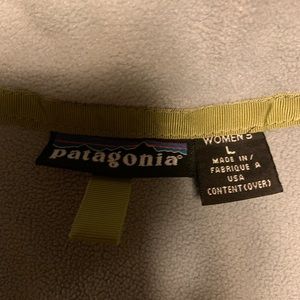 patagonia®
WOMEN'S
L
MADE IN/
FABRIQUE A
USA
CONTENT(OVER)